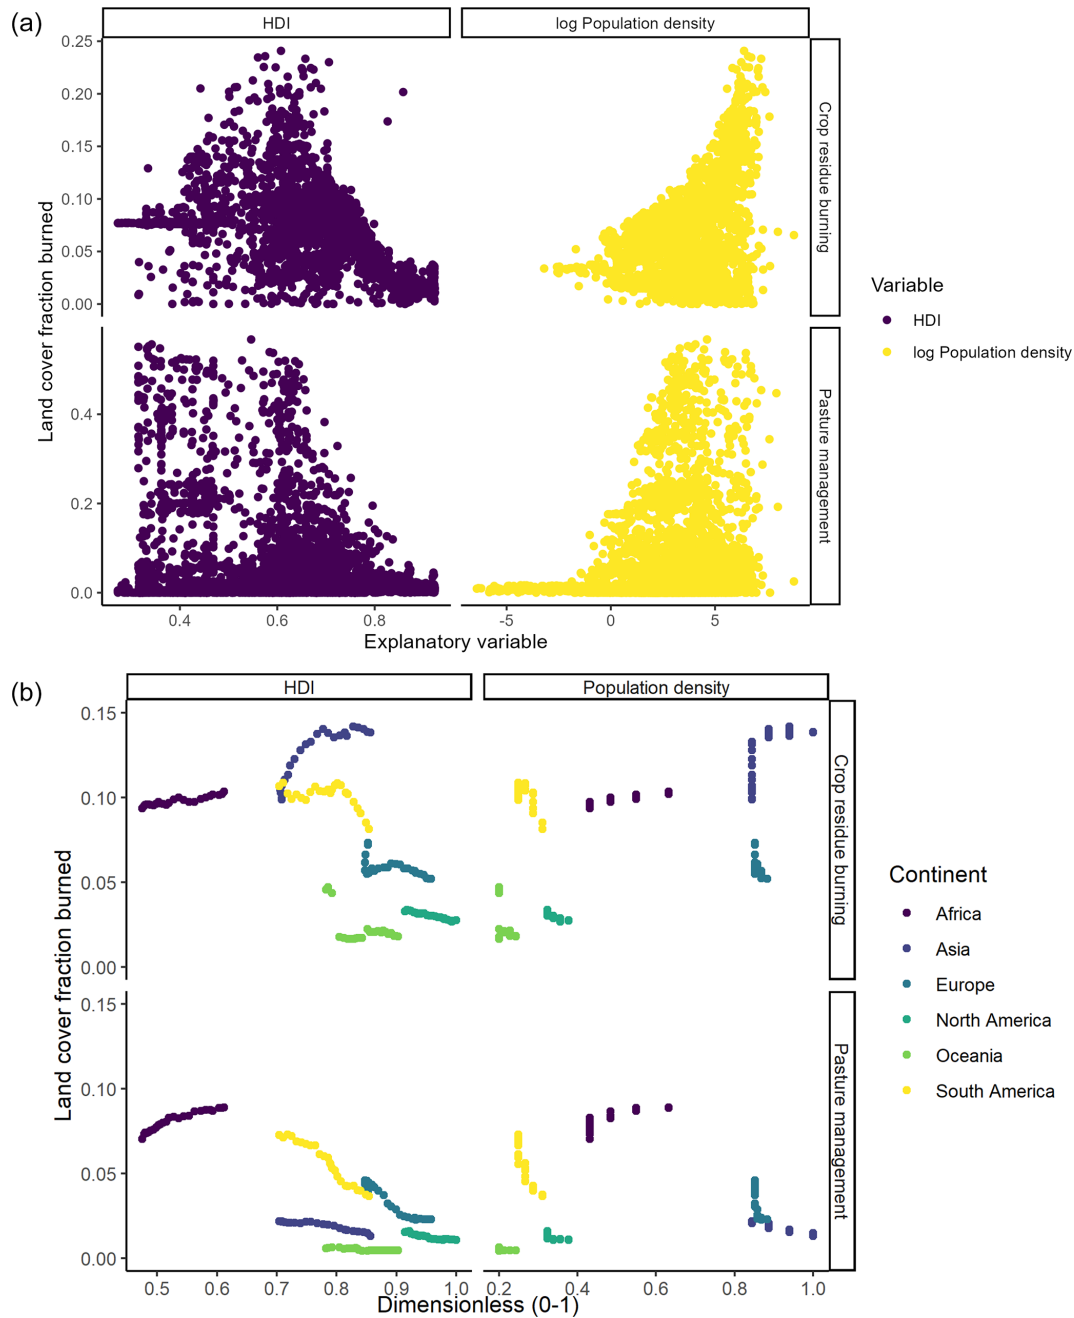 (a)
HDI
log Population density
0.25
0.20
0.15
0.10
0.05
0.00
Crop residue burning
0.4
0.2
0.0
Pasture management
Land cover fraction burned
0.4
0.6
0.8
-5
0
5
Explanatory variable
Variable
HDI
log Population density
(b)
HDI
Population density
0.15
0.10
0.05
0.00
Crop residue burning
0.15
0.10
0.05
0.00
Pasture management
Land cover fraction burned
0.5
0.6
0.7
0.8
0.9
1.0
0.2
0.4
0.6
0.8
1.0
Dimensionless (0-1)
Continent
Africa
Asia
Europe
North America
Oceania
South America